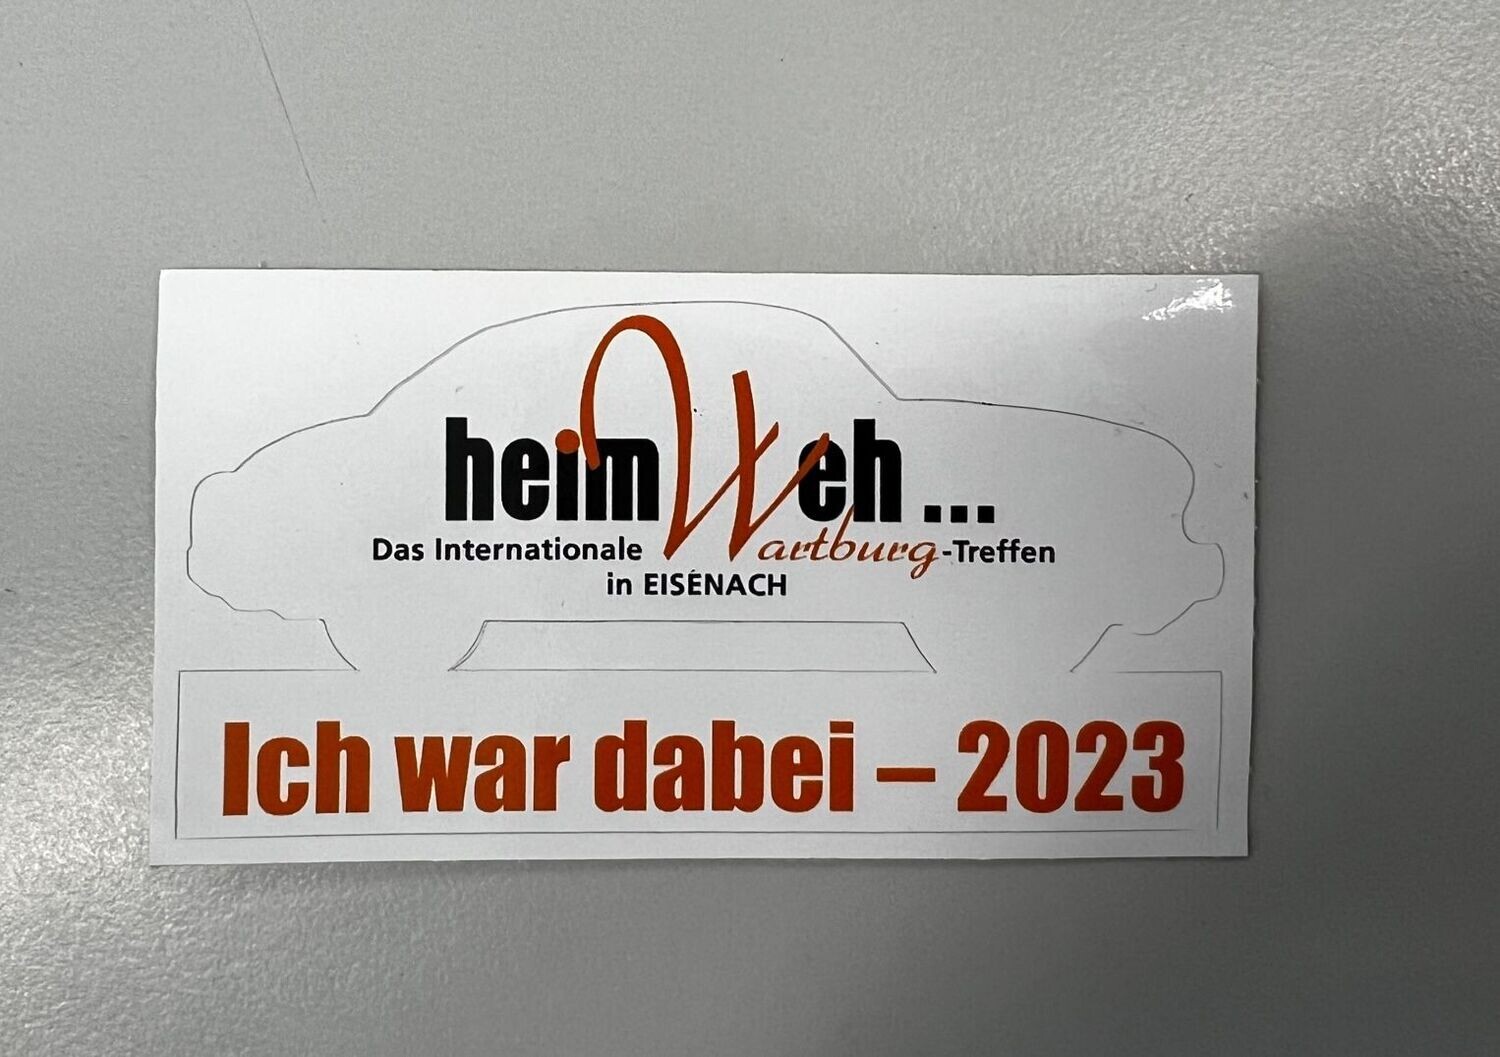 heimWeh...
Das Internationale Wartburg-Treffen
in EISENACH
Ich war dabei – 2023